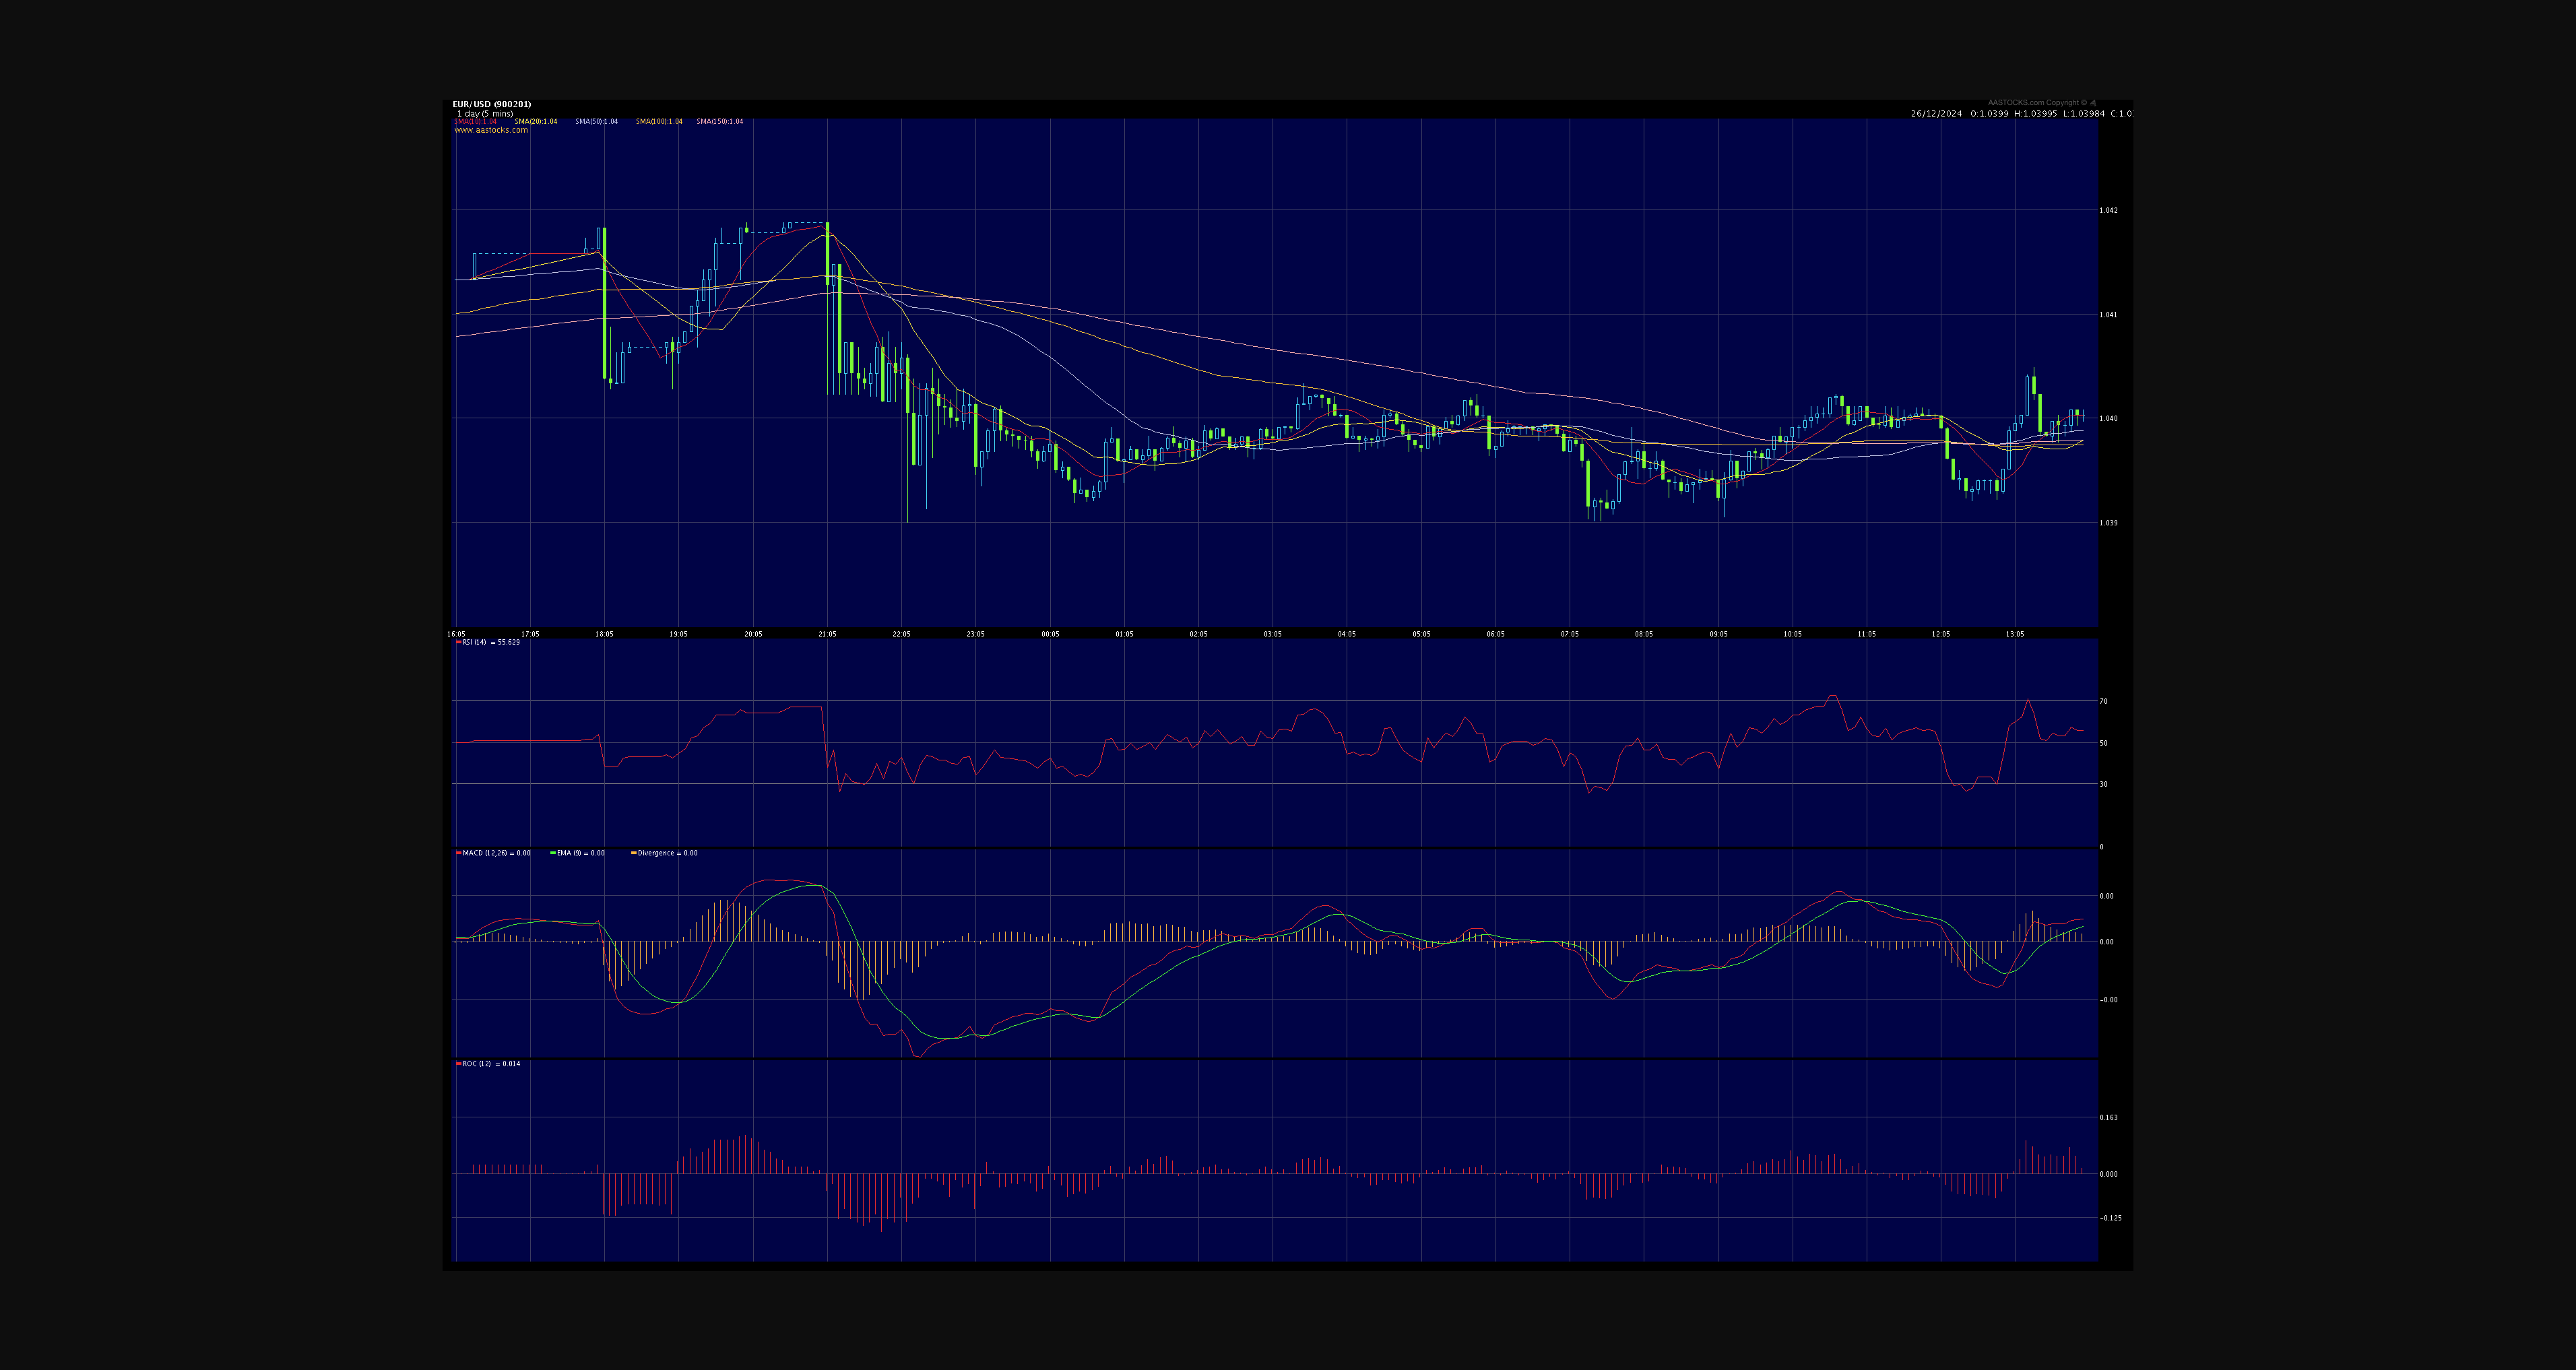 EUR/USD (900201)
AASTOCKS.com Copyright ©
1 day (5 mins)
26/12/2024 O:1.0399 H:1.03995 L:1.03984 C:1.0
SMA(10):1.04 SMA(20):1.04 SMA(50):1.04 SMA(100):1.04 SMA(150):1.04
www.aastocks.com
1.042
1.041
1.040
1.039
16:05 17:05 18:05 19:05 20:05 21:05 22:05 23:05 00:05 01:05 02:05 03:05 04:05 05:05 06:05 07:05 08:05 09:05 10:05 11:05 12:05 13:05
RSI (14) = 55.629
70
50
30
0
MACD (12,26) = 0.00 EMA (9) = 0.00 Divergence = 0.00
0.00
0.00
-0.00
ROC (12) = 0.014
0.163
0.000
-0.125